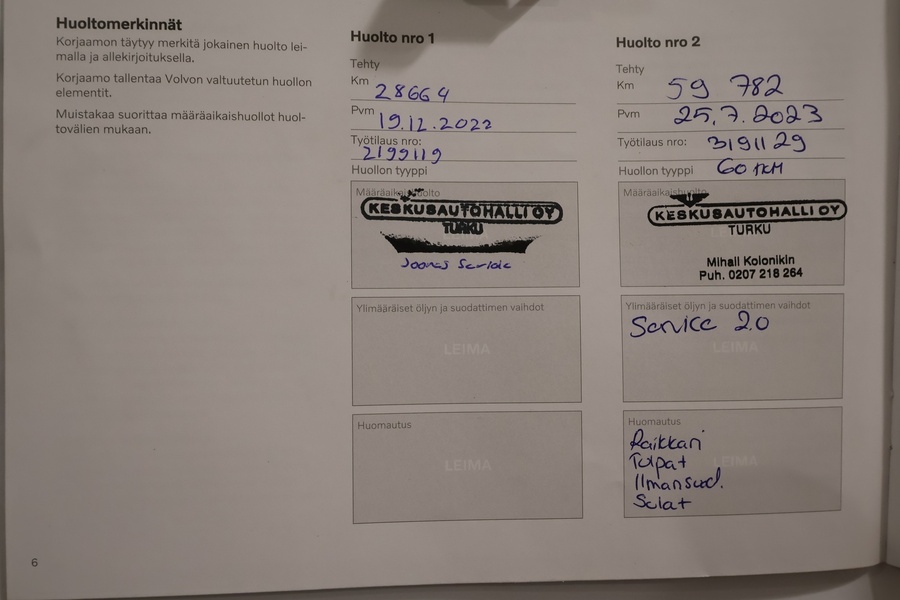 Huoltomerkinnät
Korjaamon täytyy merkitä jokainen huolto lei-
malla ja allekirjoituksella.
Korjaamo tallentaa Volvon valtuutetun huollon
elementit.
Muistakaa suorittaa määräaikaishuollot huol-
tovälien mukaan.
6
Huolto nro 1
Tehty
Km 28664
Pvm 19.12.2022
Työtilaus nro:
2199119
Huollon tyyppi
Määräaikaishuolto
KESKUSAUTOHALLI OY
TURKU
Joonas
Ylimääräiset öljyn ja suodattimen vaihdot
LEIMA
Huomautus
LEIMA
Huolto nro 2
Tehty
Km 59 782
Pvm 25.7.2023
Työtilaus nro: 3191129
Huollon tyyppi 60 tkm
Määräaikaishuolto
KESKUSAUTOHALLI OY
TURKU
Mihail Kolonikin
Puh. 0207 218 264
Ylimääräiset öljyn ja suodattimen vaihdot
Service 2.0
LEIMA
Huomautus
Raikkari
Tulpat
LEIMA
Ilmansuod.
Sulat